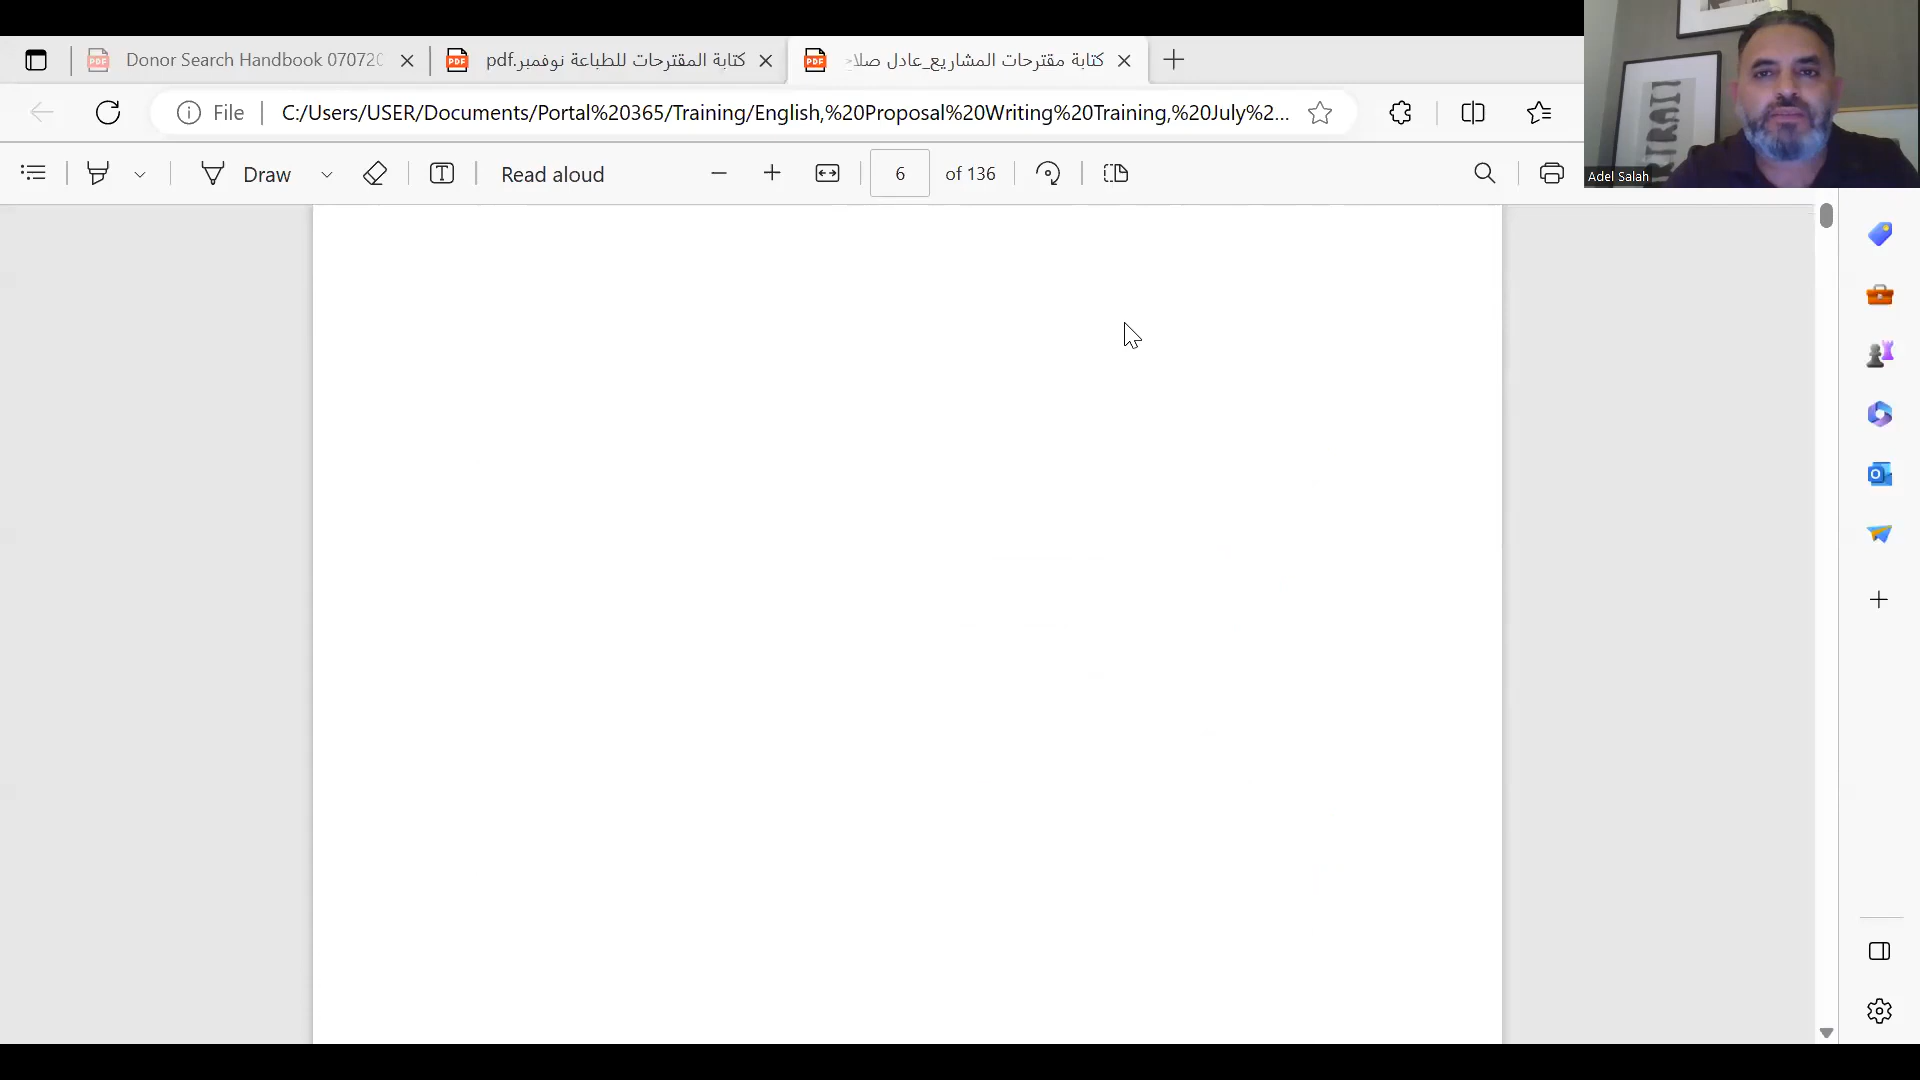 Donor Search Handbook 07072
كتابة المقترحات للطباعة نوفمبر.pdf
كتابة مقترحات المشاريع_عادل صلاح
File
C:/Users/USER/Documents/Portal%20365/Training/English,%20Proposal%20Writing%20Training,%20July%2...
Draw
Read aloud
6
of 136
Adel Salah